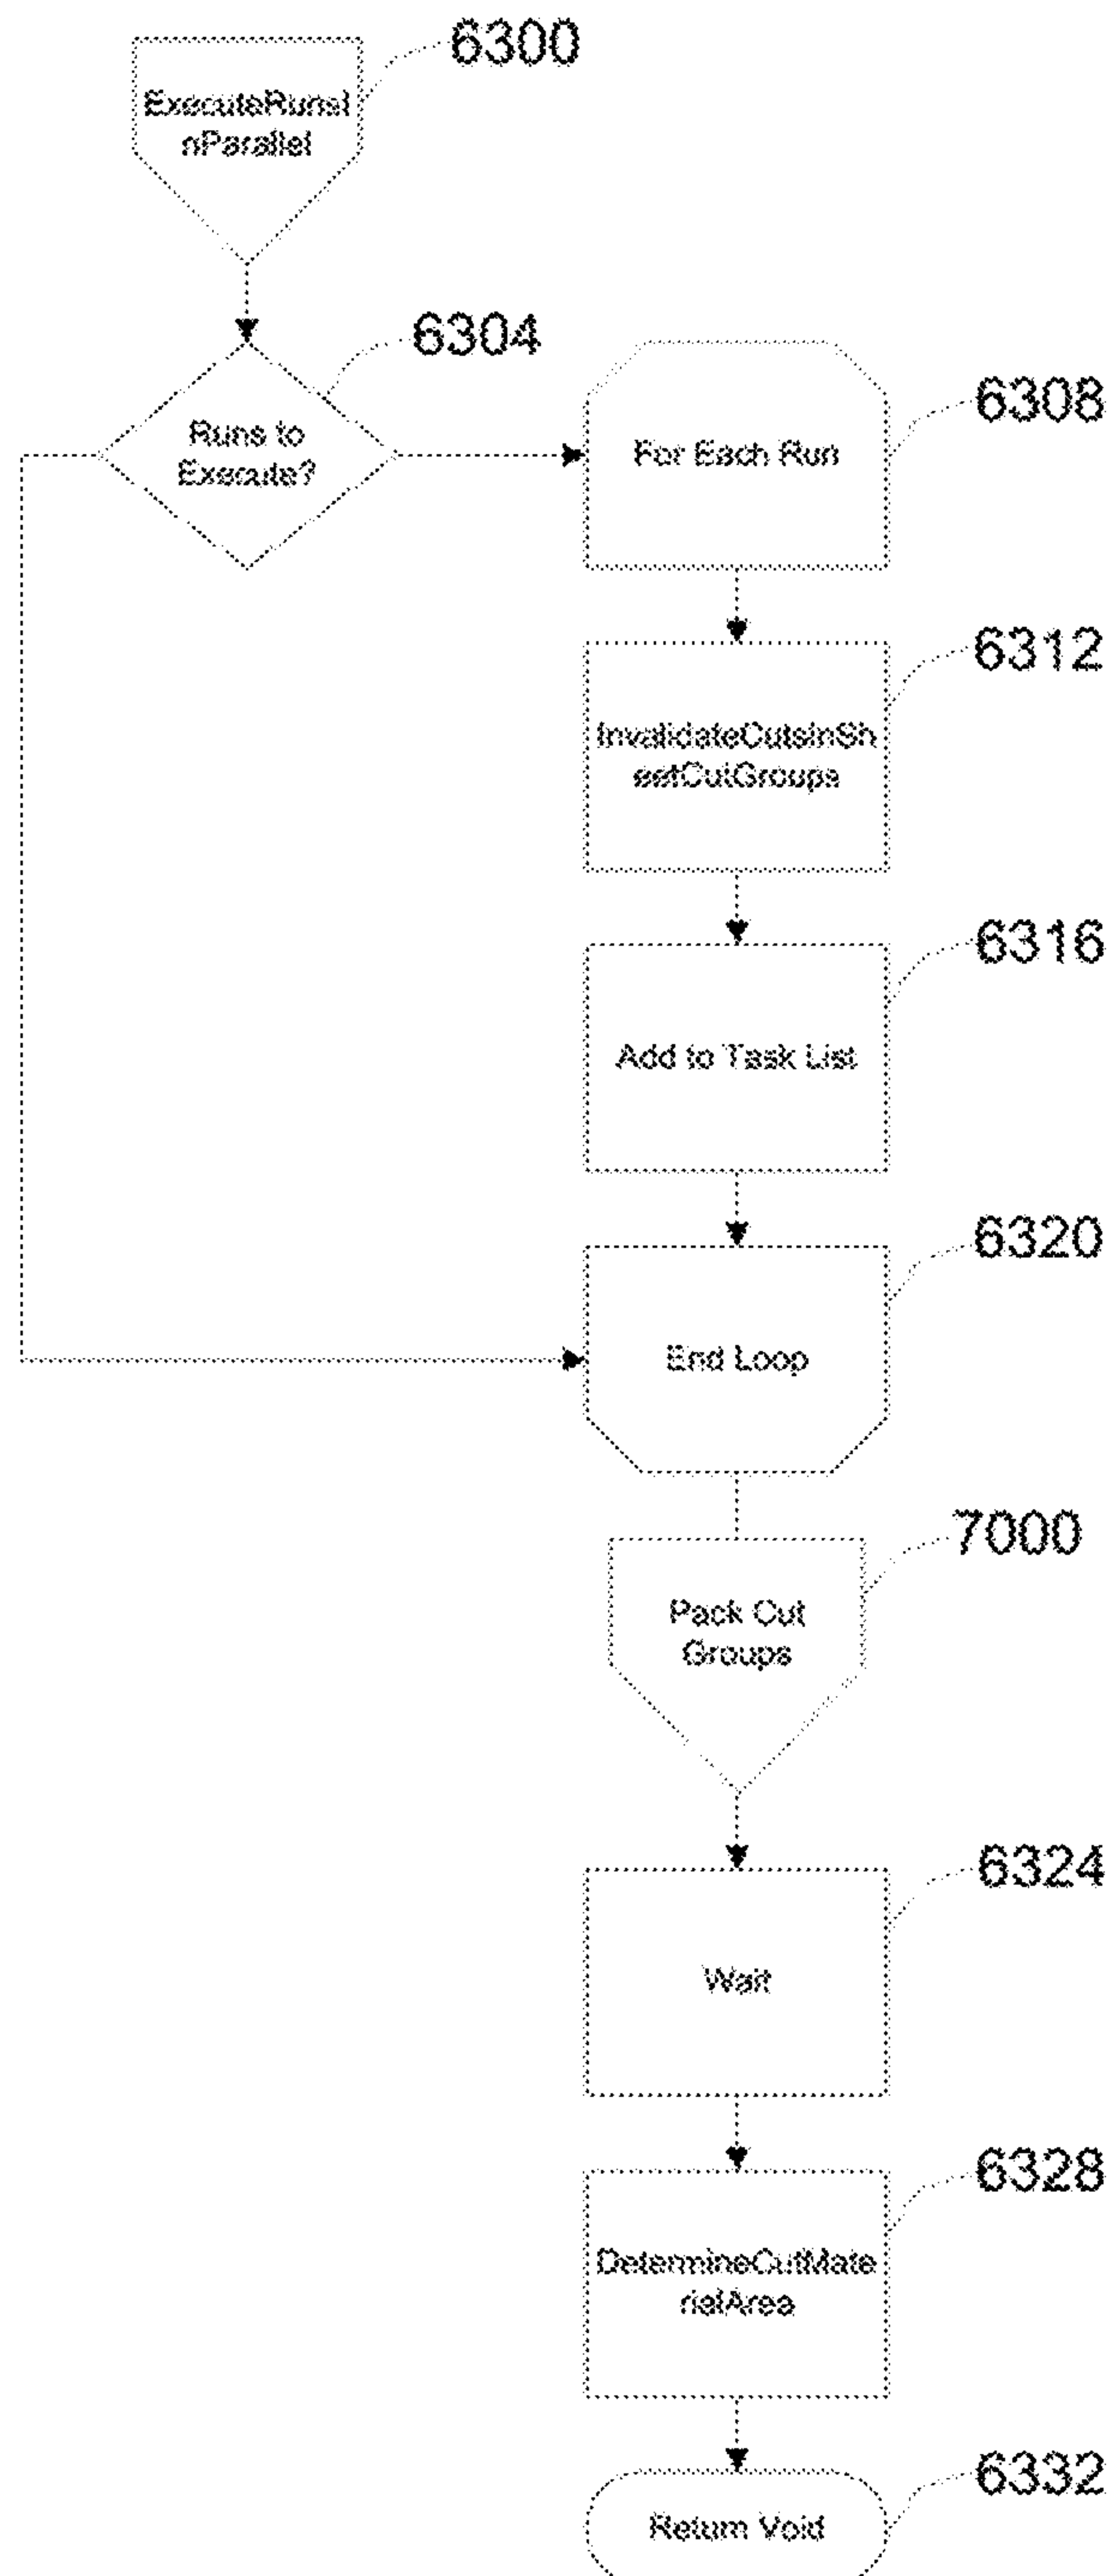 6300
ExecuteRunsI
nParallel
6304
Runs to
Execute?
6308
For Each Run
6312
InvalidateCutsInSh
eetCutGroups
6316
Add to Task List
6320
End Loop
7000
Pack Cut
Groups
6324
Wait
6328
DetermineCutMate
rialArea
6332
Return Void